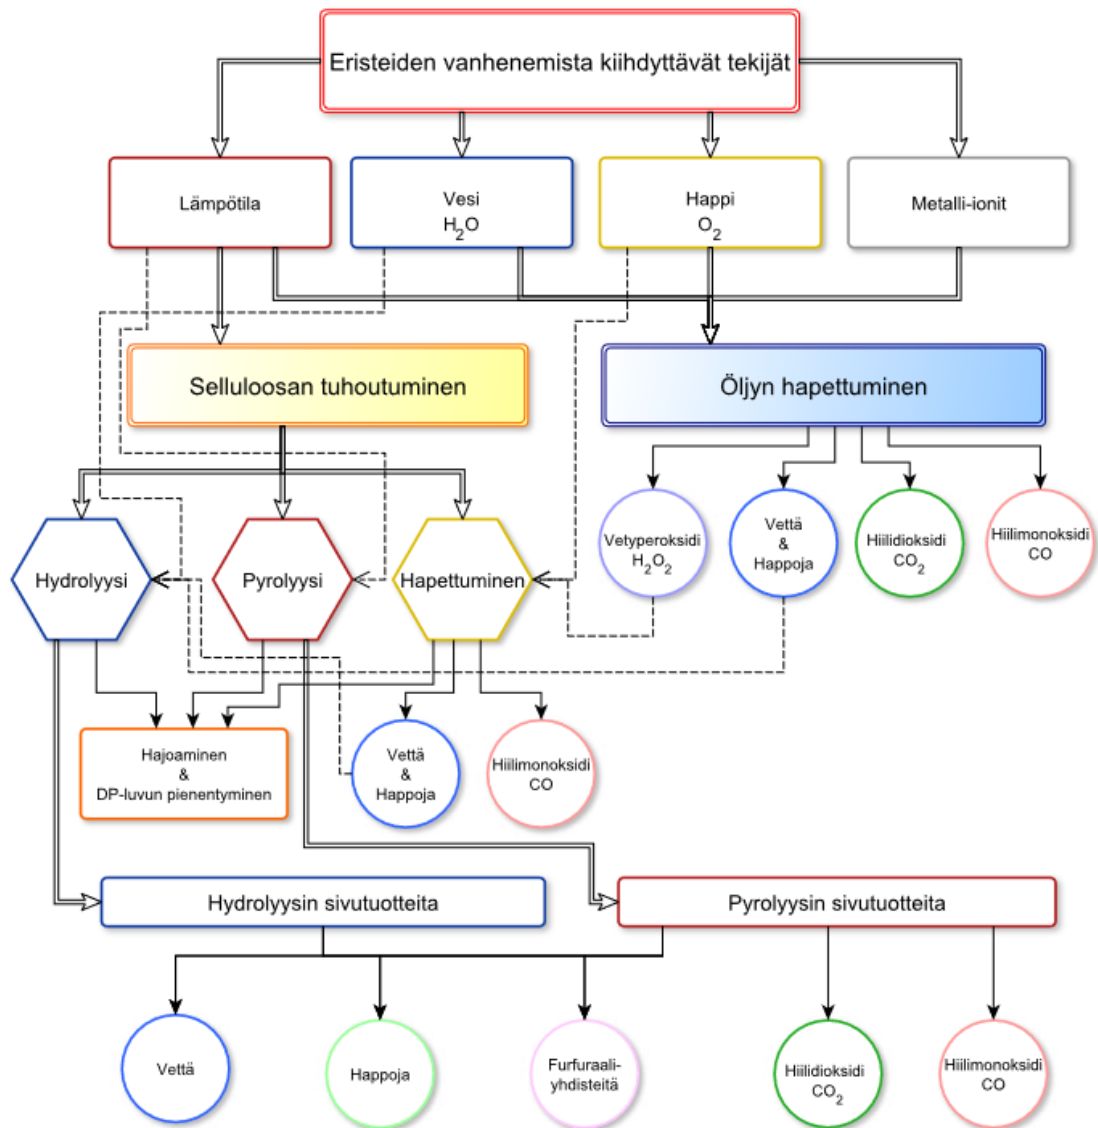 Eristeiden vanhenemista kiihdyttävät tekijät
Lämpötila
Vesi
H₂O
Happi
O₂
Metalli-ionit
Selluloosan tuhoutuminen
Öljyn hapettuminen
Vetyperoksidi
H₂O₂
Vettä
&
Happoja
Hiilidioksidi
CO₂
Hiilimonoksidi
CO
Hydrolyysi
Pyrolyysi
Hapettuminen
Hajoaminen
&
DP-luvun pienentyminen
Vettä
&
Happoja
Hiilimonoksidi
CO
Hydrolyysin sivutuotteita
Pyrolyysin sivutuotteita
Vettä
Happoja
Furfuraali-
yhdisteitä
Hiilidioksidi
CO₂
Hiilimonoksidi
CO